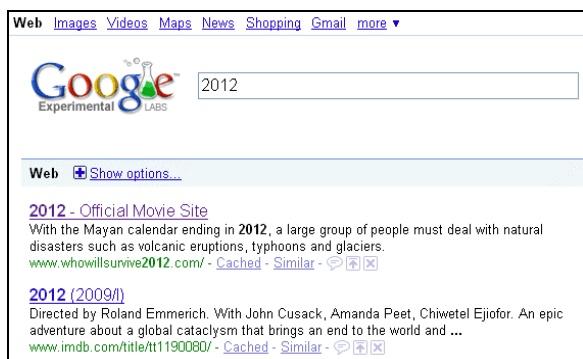 Web Images Videos Maps News Shopping Gmail more ▼
Google™
Experimental LABS
2012
Web Show options...
2012 - Official Movie Site
With the Mayan calendar ending in 2012, a large group of people must deal with natural
disasters such as volcanic eruptions, typhoons and glaciers.
www.whowillsurvive2012.com/ - Cached - Similar -
2012 (2009/I)
Directed by Roland Emmerich. With John Cusack, Amanda Peet, Chiwetel Ejiofor. An epic
adventure about a global cataclysm that brings an end to the world and ...
www.imdb.com/title/tt1190080/ - Cached - Similar -